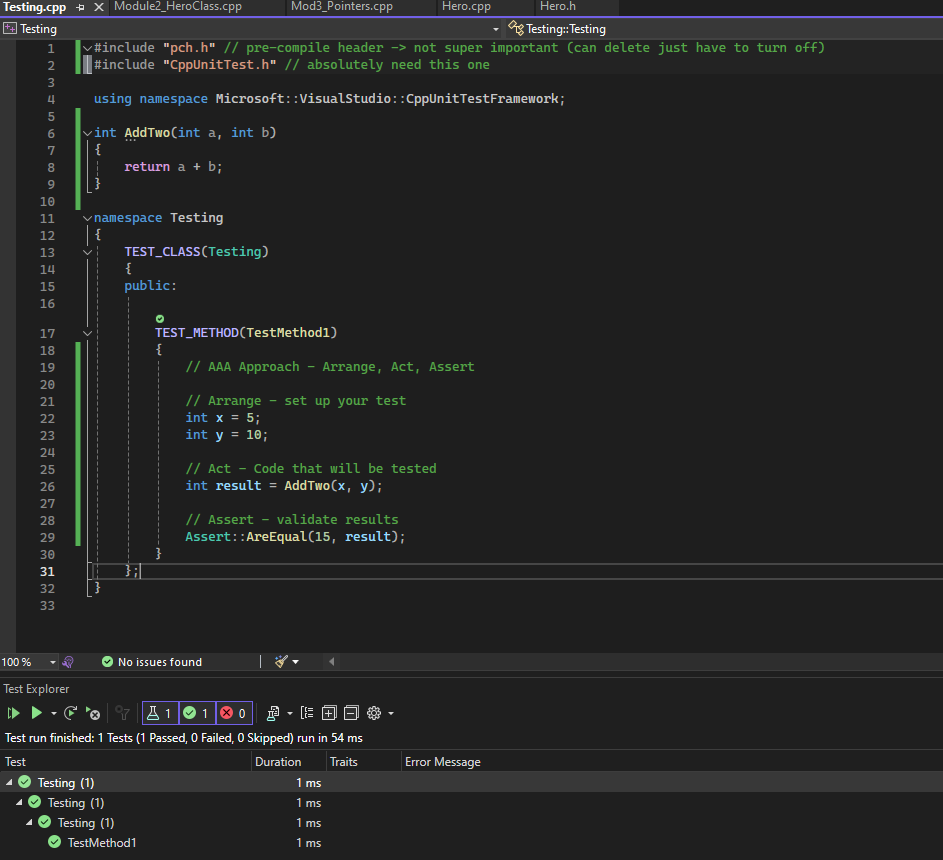 Testing.cpp Module2_HeroClass.cpp Mod3_Pointers.cpp Hero.cpp Hero.h
Testing Testing::Testing
1 #include "pch.h" // pre-compile header -> not super important (can delete just have to turn off)
2 #include "CppUnitTest.h" // absolutely need this one
3
4 using namespace Microsoft::VisualStudio::CppUnitTestFramework;
5
6 int AddTwo(int a, int b)
7 {
8 return a + b;
9 }
10
11 namespace Testing
12 {
13 TEST_CLASS(Testing)
14 {
15 public:
16
17 TEST_METHOD(TestMethod1)
18 {
19 // AAA Approach - Arrange, Act, Assert
20
21 // Arrange - set up your test
22 int x = 5;
23 int y = 10;
24
25 // Act - Code that will be tested
26 int result = AddTwo(x, y);
27
28 // Assert - validate results
29 Assert::AreEqual(15, result);
30 }
31 };
32 }
33
100 % No issues found
Test Explorer
1 1 0
Test run finished: 1 Tests (1 Passed, 0 Failed, 0 Skipped) run in 54 ms
Test Duration Traits Error Message
Testing (1) 1 ms
Testing (1) 1 ms
Testing (1) 1 ms
TestMethod1 1 ms